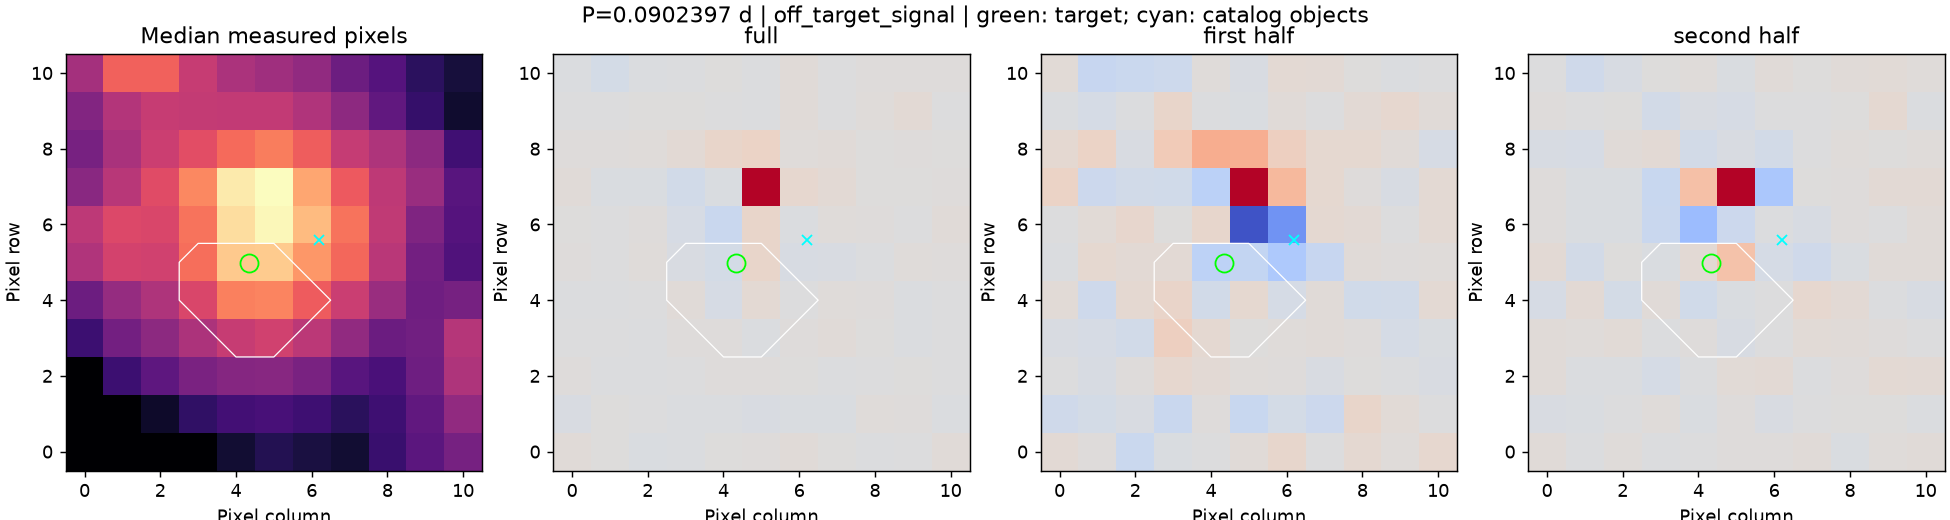 P=0.0902397 d | off_target_signal | green: target; cyan: catalog objects
Median measured pixels
full
first half
second half
Pixel row
10
8
6
4
2
0
0 2 4 6 8 10
Pixel column
Pixel row
10
8
6
4
2
0
0 2 4 6 8 10
Pixel column
Pixel row
10
8
6
4
2
0
0 2 4 6 8 10
Pixel column
Pixel row
10
8
6
4
2
0
0 2 4 6 8 10
Pixel column